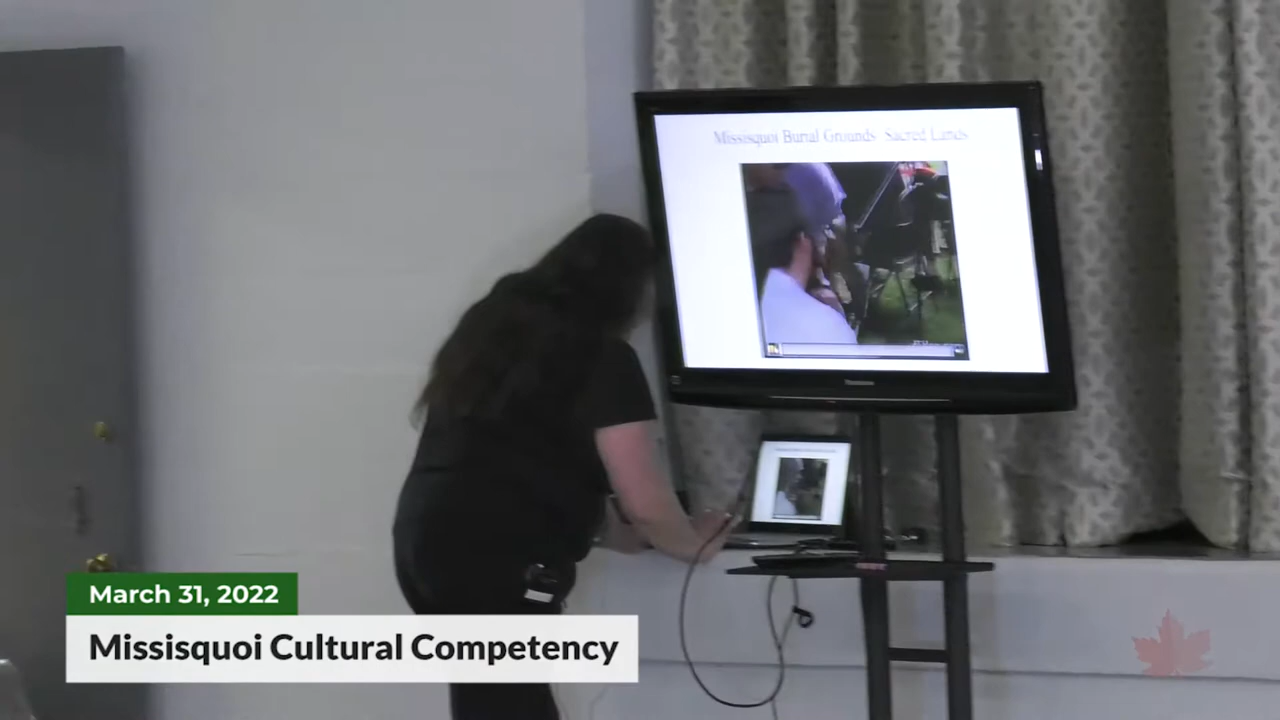 Missisquoi Burial Grounds Sacred Lands
March 31, 2022
Missisquoi Cultural Competency